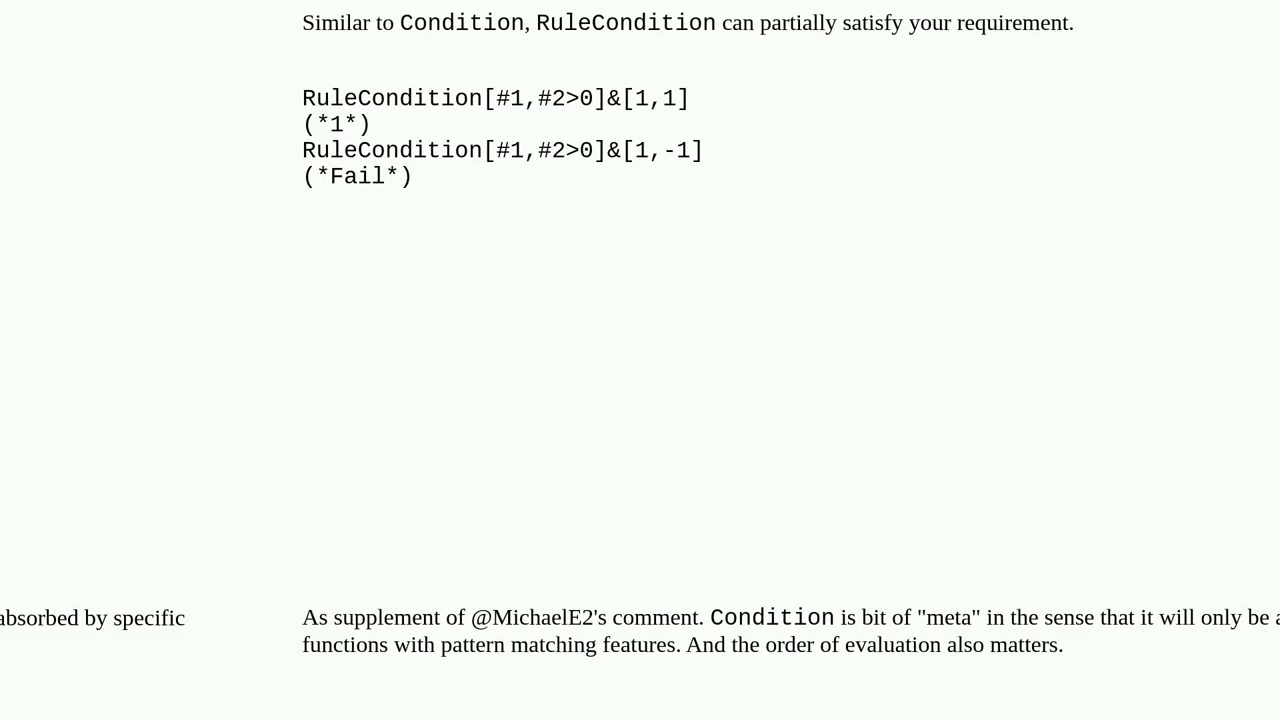 Similar to Condition, RuleCondition can partially satisfy your requirement.
RuleCondition[#1,#2>0]&[1,1]
(*1*)
RuleCondition[#1,#2>0]&[1,-1]
(*Fail*)
absorbed by specific
As supplement of @MichaelE2's comment. Condition is bit of "meta" in the sense that it will only be
functions with pattern matching features. And the order of evaluation also matters.